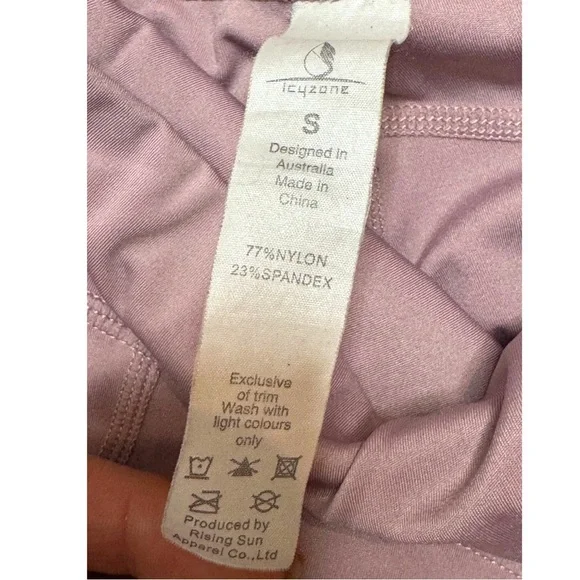 Icyzone
S
Designed in
Australia
Made in
China
77%NYLON
23%SPANDEX
Exclusive
of trim
Wash with
light colours
only
Produced by
Rising Sun
Apparel Co.,Ltd